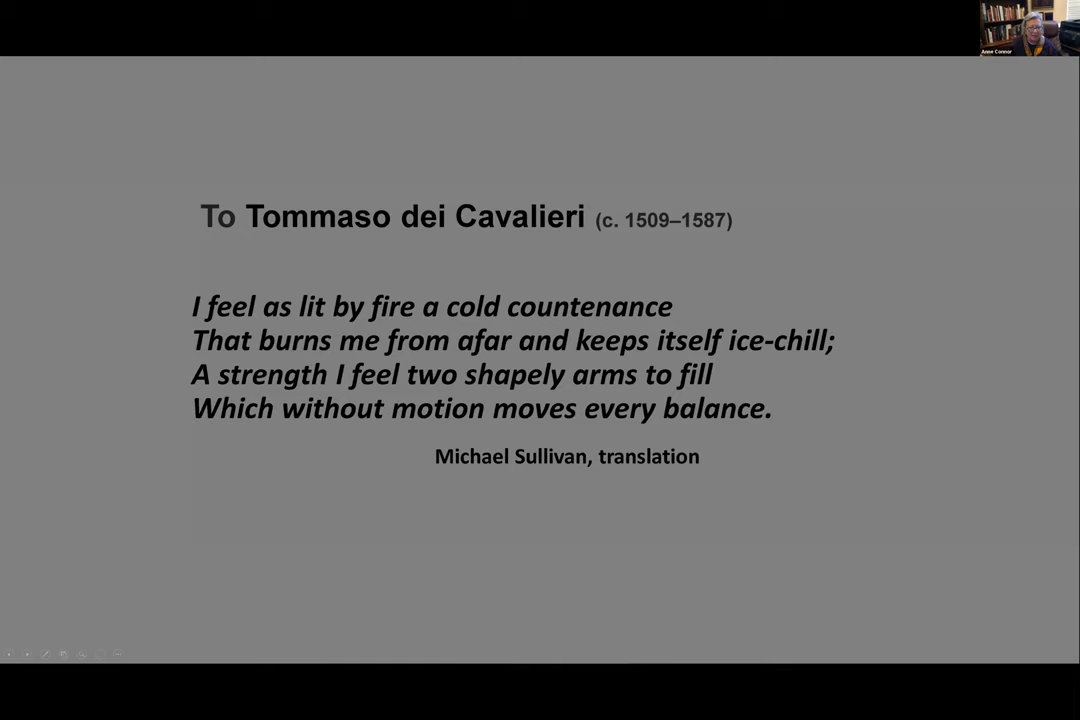 Anne Connor
To Tommaso dei Cavalieri (c. 1509–1587)
I feel as lit by fire a cold countenance
That burns me from afar and keeps itself ice-chill;
A strength I feel two shapely arms to fill
Which without motion moves every balance.
Michael Sullivan, translation